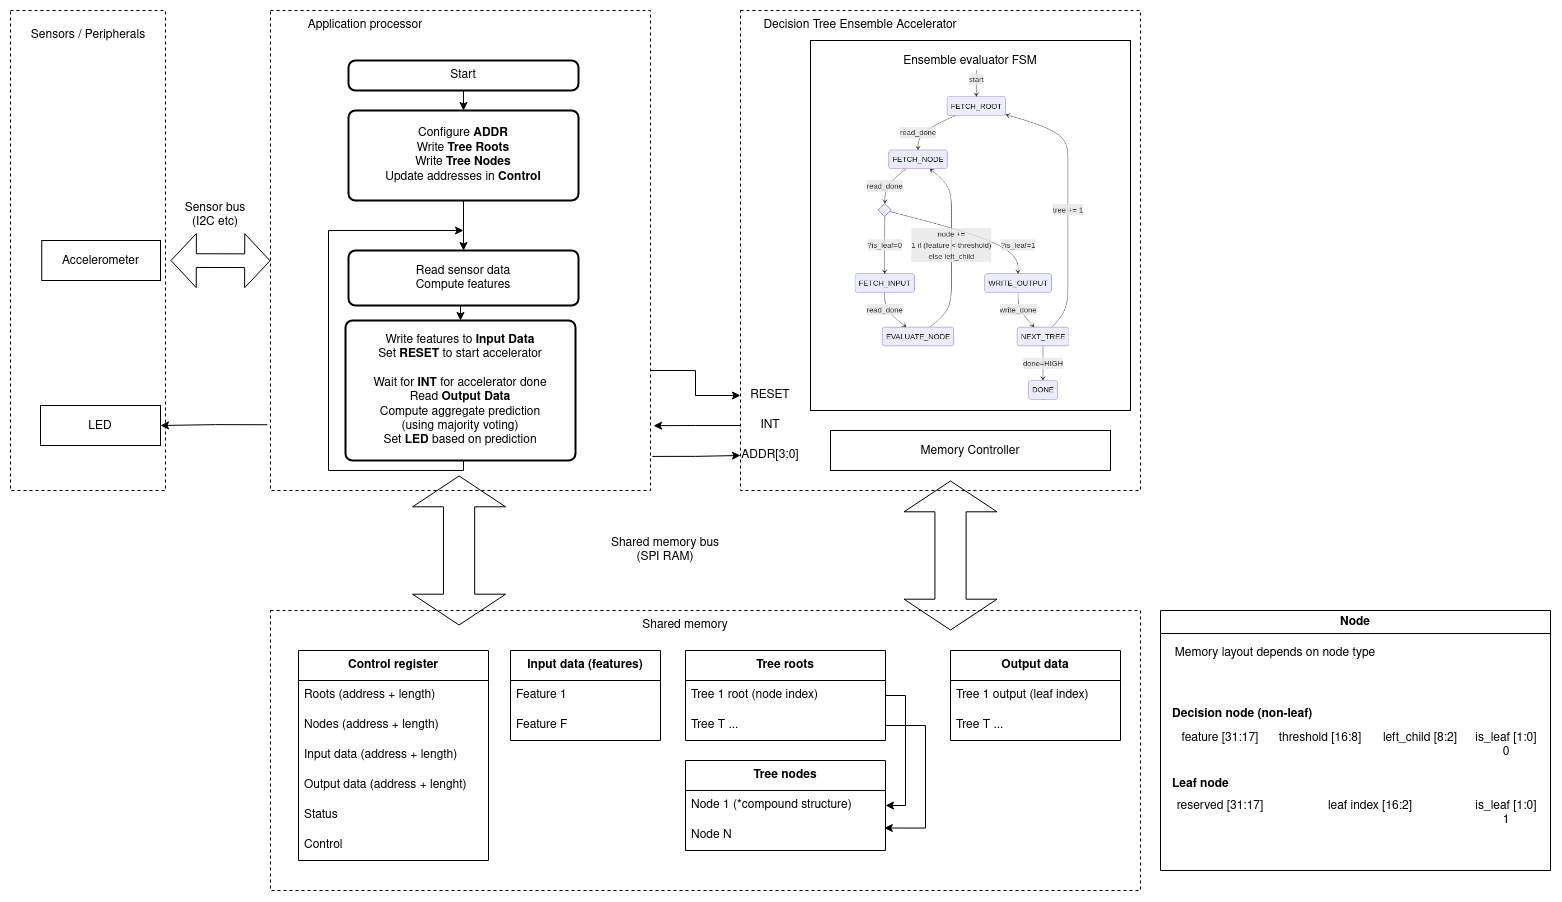 Sensors / Peripherals
Accelerometer
LED
Sensor bus
(I2C etc)
Application processor
Start
Configure ADDR
Write Tree Roots
Write Tree Nodes
Update addresses in Control
Read sensor data
Compute features
Write features to Input Data
Set RESET to start accelerator
Wait for INT for accelerator done
Read Output Data
Compute aggregate prediction
(using majority voting)
Set LED based on prediction
Decision Tree Ensemble Accelerator
RESET
INT
ADDR[3:0]
Ensemble evaluator FSM
start
FETCH_ROOT
read_done
FETCH_NODE
read_done
tree += 1
node +=
1 if (feature < threshold)
else left_child
?is_leaf=0
?is_leaf=1
FETCH_INPUT
WRITE_OUTPUT
read_done
write_done
EVALUATE_NODE
NEXT_TREE
done=HIGH
DONE
Memory Controller
Shared memory bus
(SPI RAM)
Shared memory
Control register
Roots (address + length)
Nodes (address + length)
Input data (address + length)
Output data (address + lenght)
Status
Control
Input data (features)
Feature 1
Feature F
Tree roots
Tree 1 root (node index)
Tree T ...
Tree nodes
Node 1 (*compound structure)
Node N
Output data
Tree 1 output (leaf index)
Tree T ...
Node
Memory layout depends on node type
Decision node (non-leaf)
feature [31:17] threshold [16:8] left_child [8:2] is_leaf [1:0]
0
Leaf node
reserved [31:17] leaf index [16:2] is_leaf [1:0]
1